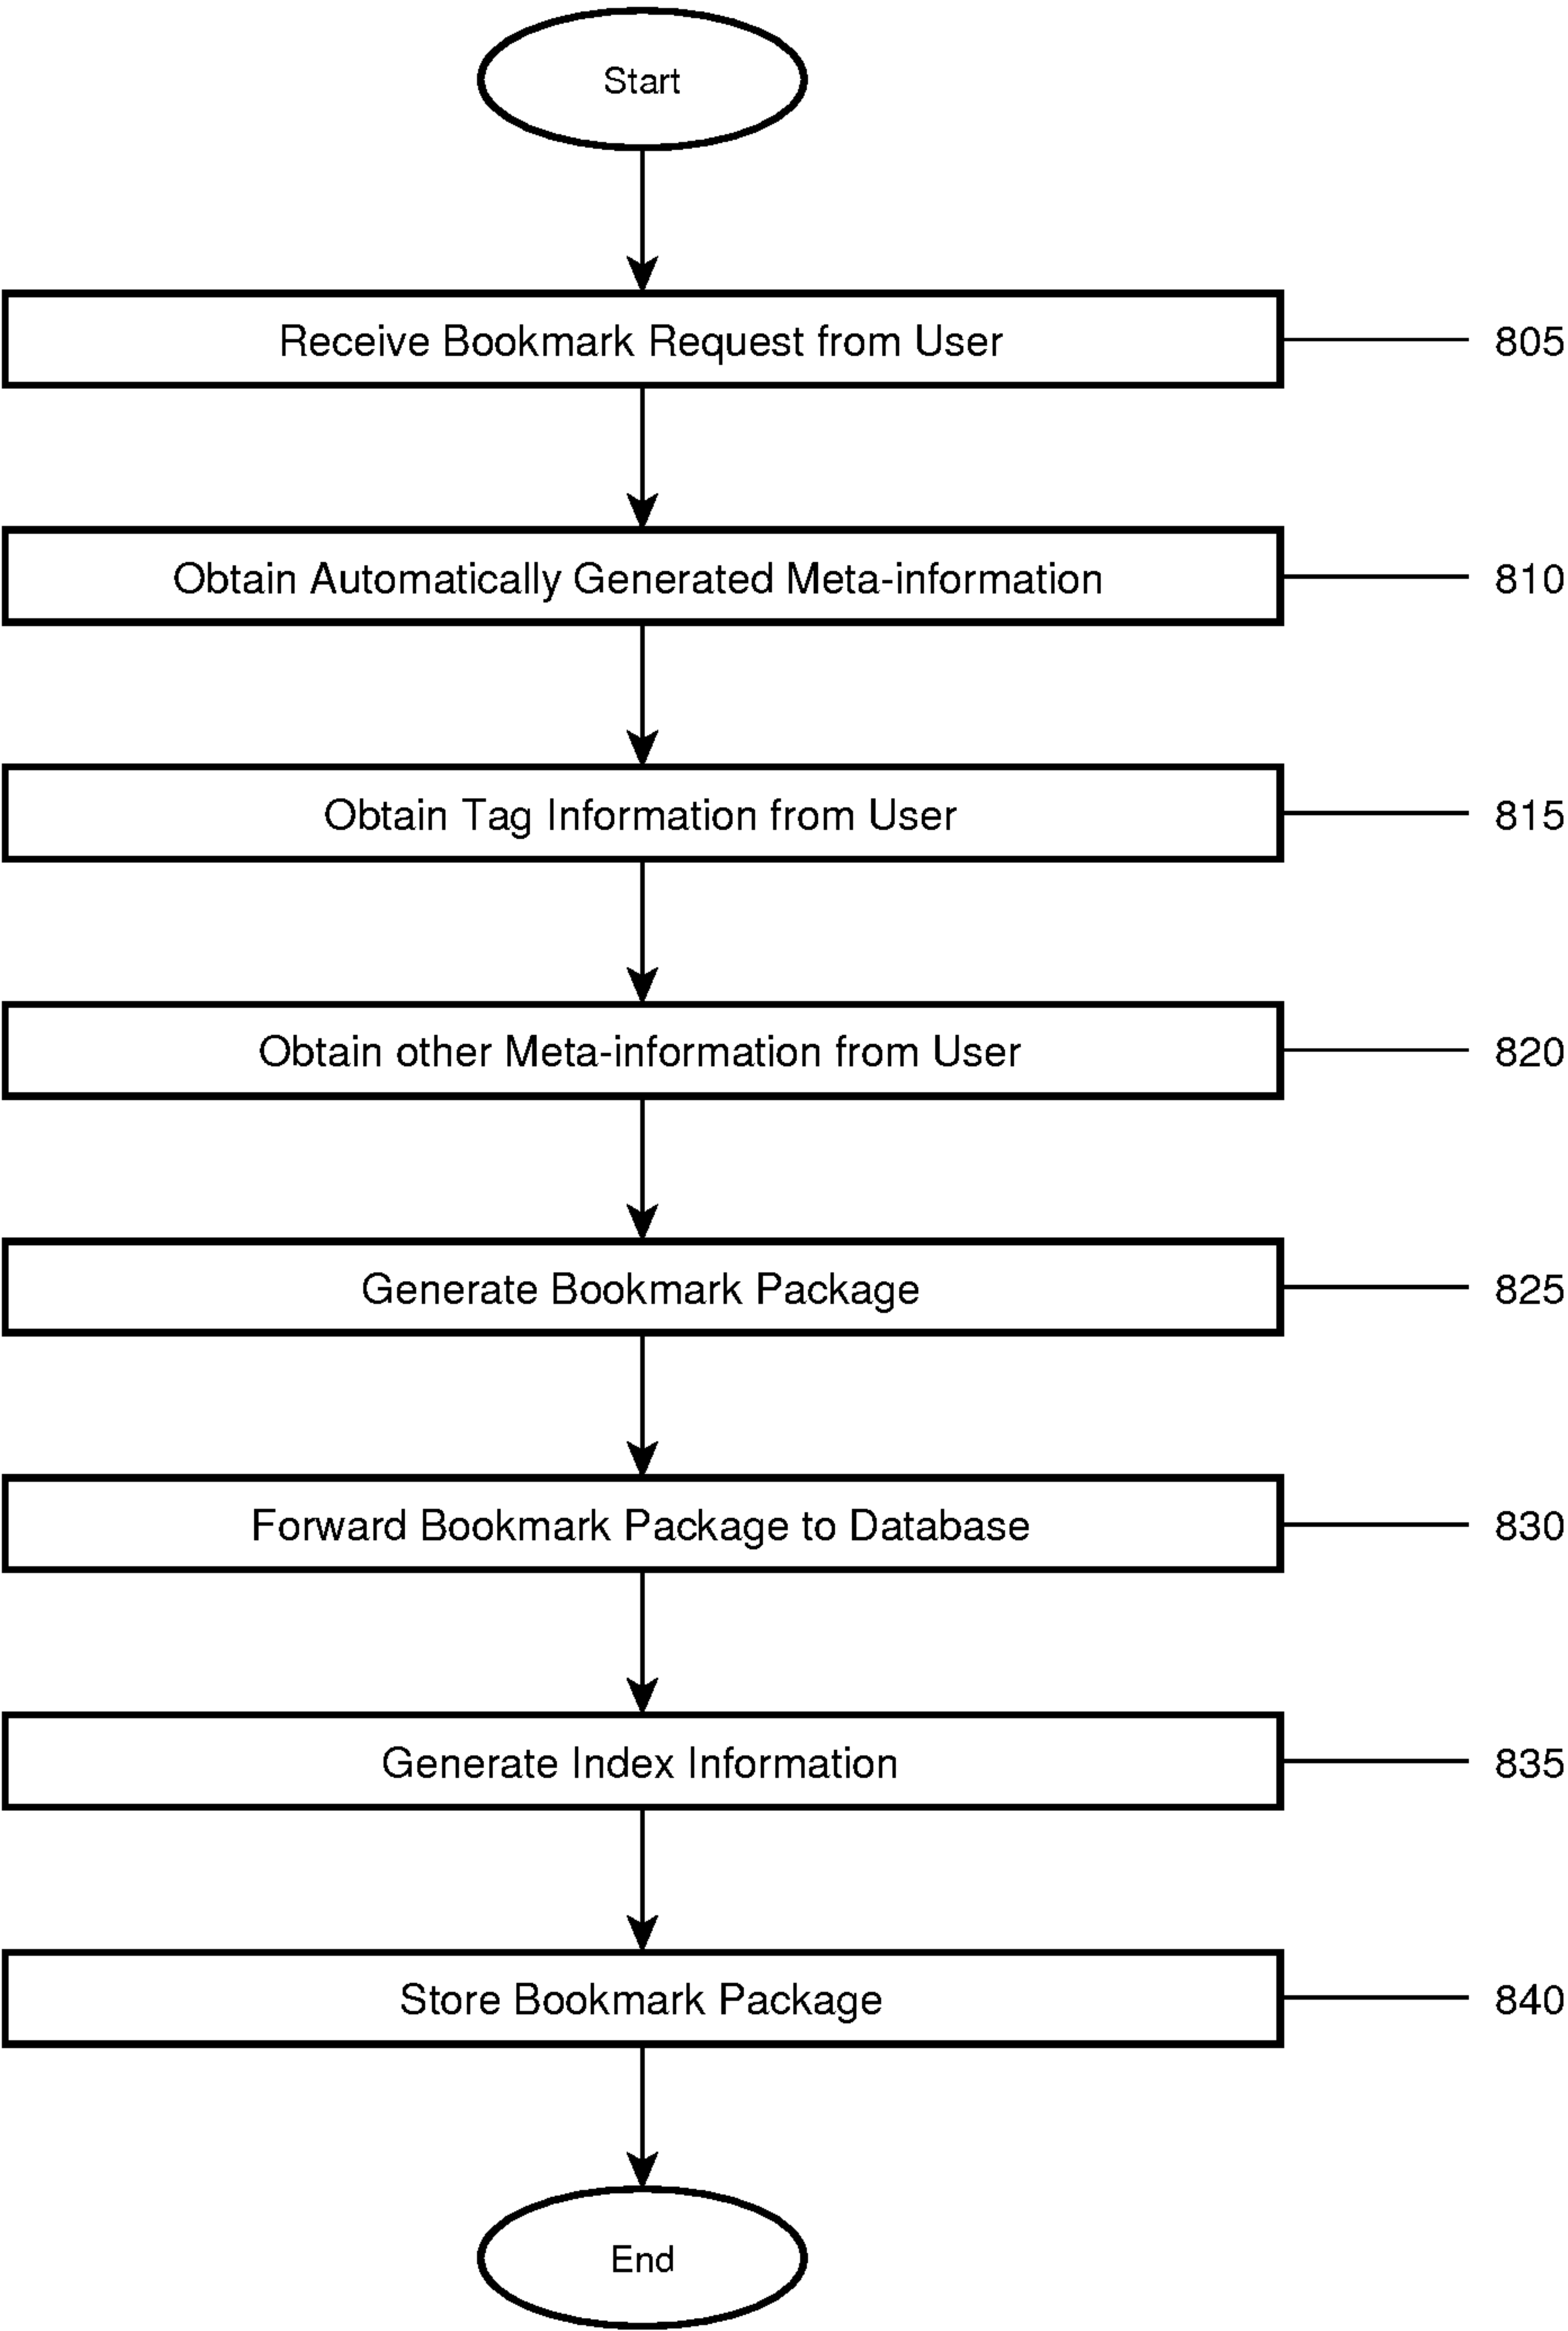 Start
Receive Bookmark Request from User 805
Obtain Automatically Generated Meta-information 810
Obtain Tag Information from User 815
Obtain other Meta-information from User 820
Generate Bookmark Package 825
Forward Bookmark Package to Database 830
Generate Index Information 835
Store Bookmark Package 840
End